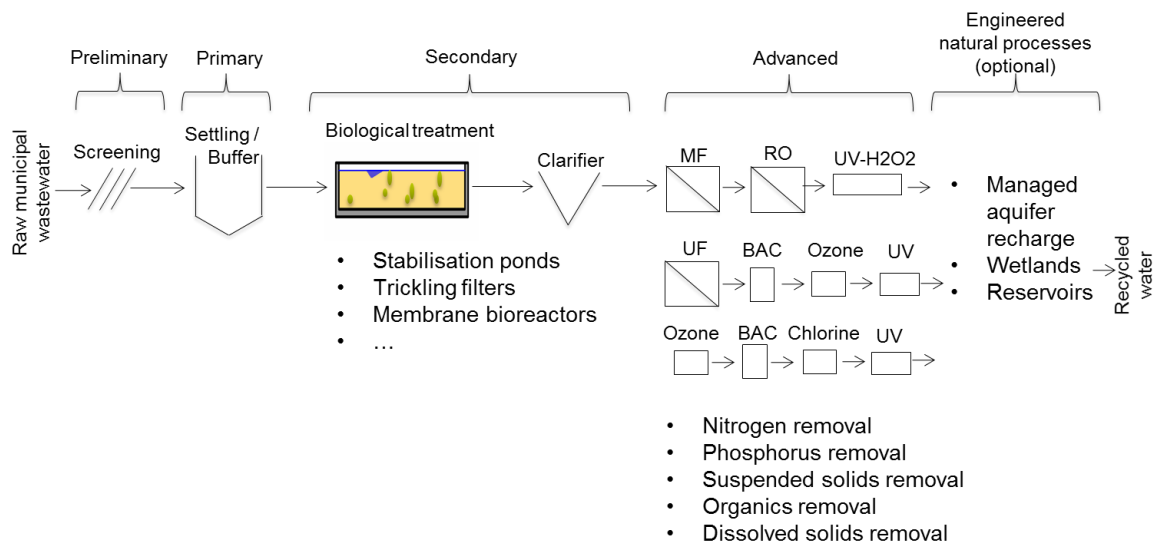 Engineered
natural processes
(optional)
Preliminary
Primary
Secondary
Advanced
Raw municipal
wastewater
Screening
Settling /
Buffer
Biological treatment
Clarifier
MF
RO
UV-H2O2
• Stabilisation ponds
• Trickling filters
• Membrane bioreactors
• …
UF
BAC
Ozone
UV
Ozone
BAC
Chlorine
UV
• Managed
aquifer
recharge
• Wetlands
• Reservoirs
Recycled
water
• Nitrogen removal
• Phosphorus removal
• Suspended solids removal
• Organics removal
• Dissolved solids removal